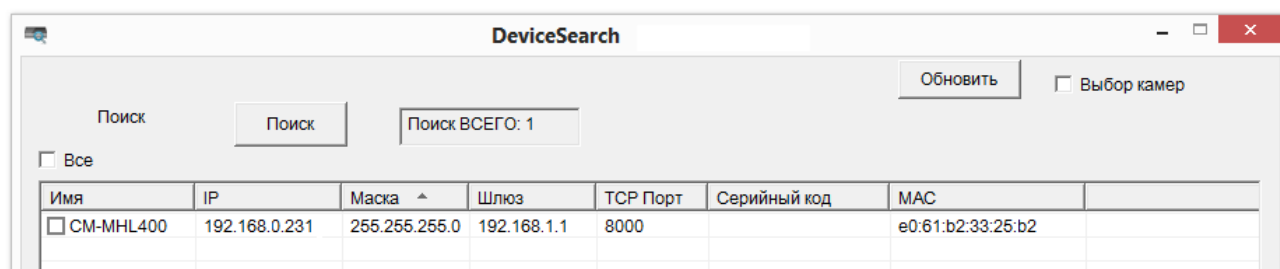 DeviceSearch
Обновить Выбор камер
Поиск Поиск Поиск ВСЕГО: 1
Все
Имя IP Маска Шлюз TCP Порт Серийный код MAC
CM-MHL400 192.168.0.231 255.255.255.0 192.168.1.1 8000 e0:61:b2:33:25:b2